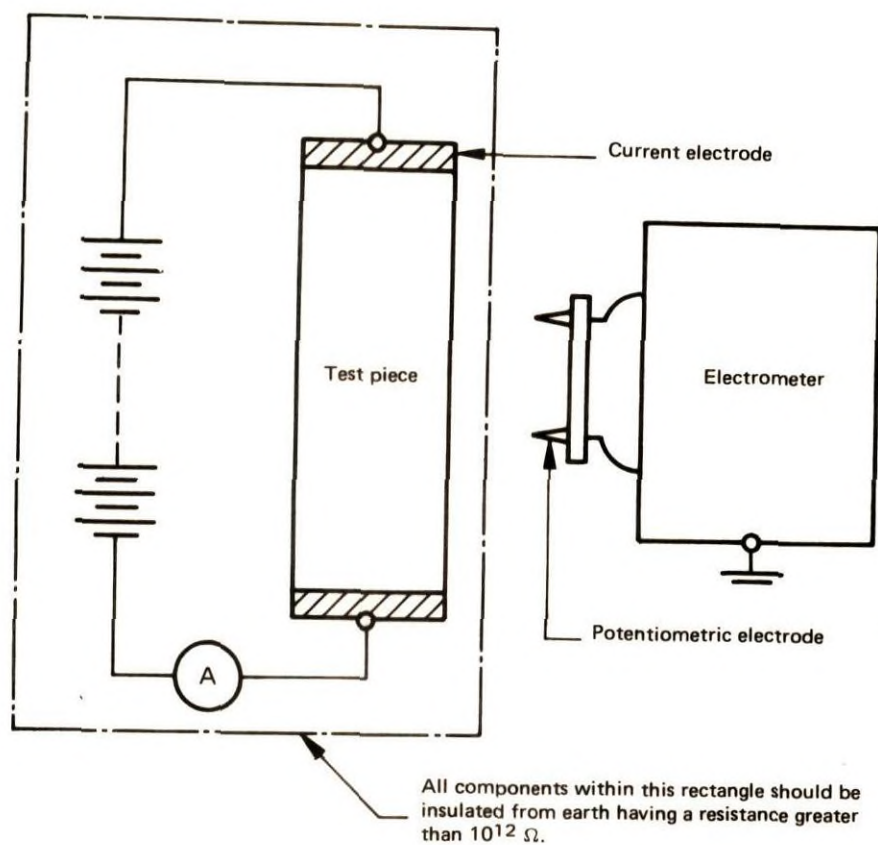 Current electrode
Test piece
Electrometer
A
Potentiometric electrode
All components within this rectangle should be
insulated from earth having a resistance greater
than 10¹² Ω.